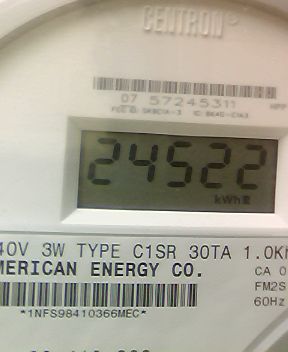 CENTRON®
07 57245311
HPP
24522
kWh
40V 3W TYPE C1SR 30TA 1.0K
MERICAN ENERGY CO.
CA 0
FM2S
60Hz
*1NFS98410366MEC*